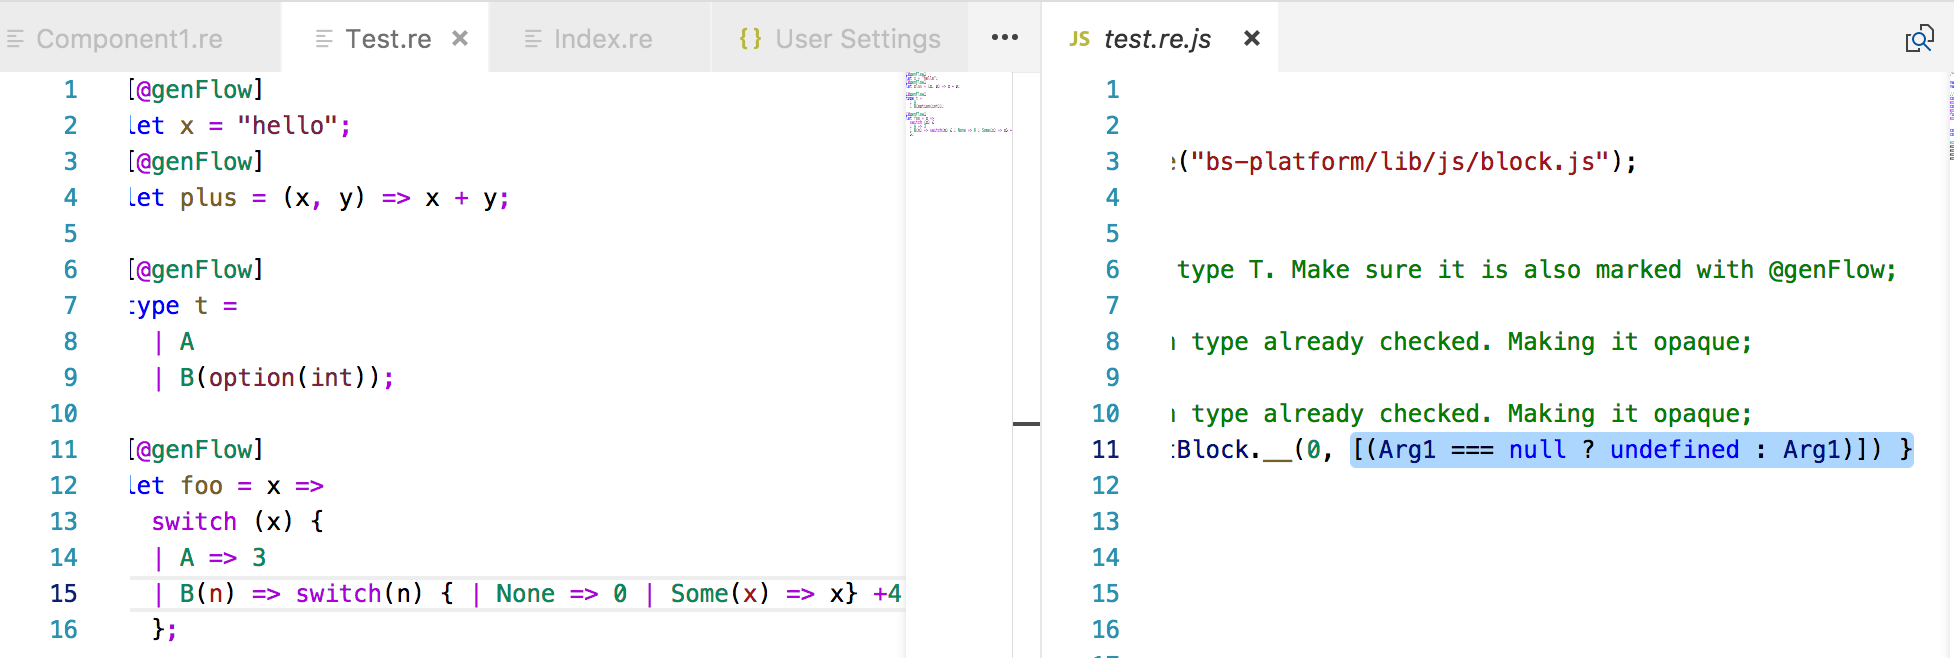 Component1.re
Test.re ×
Index.re
{} User Settings
•••
JS test.re.js ×
1 [@genFlow]
2 let x = "hello";
3 [@genFlow]
4 let plus = (x, y) => x + y;
5
6 [@genFlow]
7 type t =
8 | A
9 | B(option(int));
10
11 [@genFlow]
12 let foo = x =>
13 switch (x) {
14 | A => 3
15 | B(n) => switch(n) { | None => 0 | Some(x) => x} +4
16 };
1
2
3 e("bs-platform/lib/js/block.js");
4
5
6 type T. Make sure it is also marked with @genFlow;
7
8 type already checked. Making it opaque;
9
10 type already checked. Making it opaque;
11 tBlock.__(0, [(Arg1 === null ? undefined : Arg1)]) }
12
13
14
15
16
17